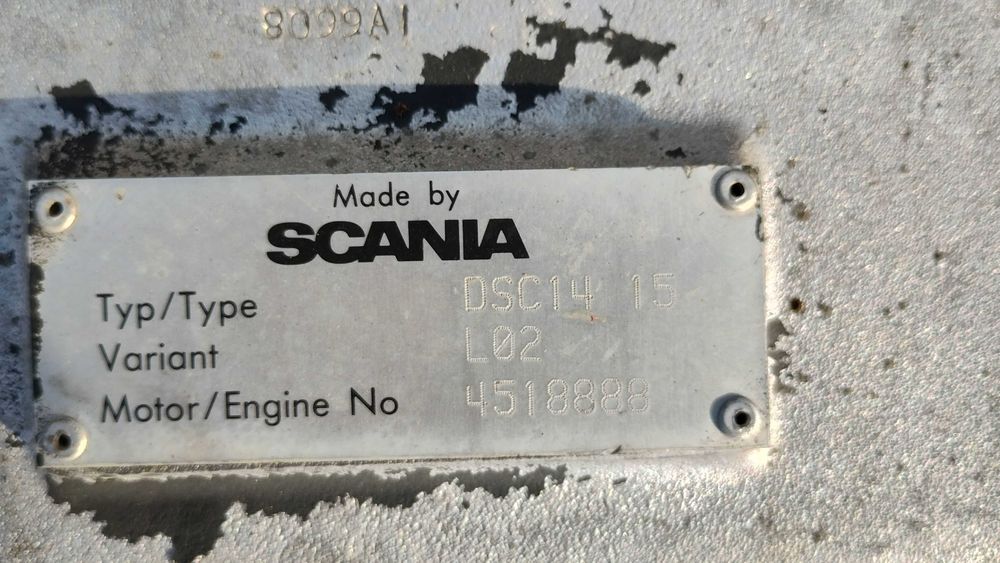 8099A1
Made by
SCANIA
Typ/Type DSC14 15
Variant L02
Motor/Engine No 4518888